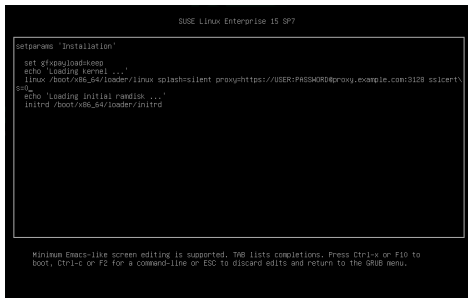 SUSE Linux Enterprise 15 SP7
setparams 'Installation'
set gfxpayload=keep
echo 'Loading kernel ...'
linux /boot/x86_64/loader/linux splash=silent proxy=https://USER:PASSWORD@proxy.example.com:3128 sslcert\
s=0_
echo 'Loading initial ramdisk ...'
initrd /boot/x86_64/loader/initrd
Minimum Emacs-like screen editing is supported. TAB lists completions. Press Ctrl-x or F10 to
boot, Ctrl-c or F2 for a command-line or ESC to discard edits and return to the GRUB menu.